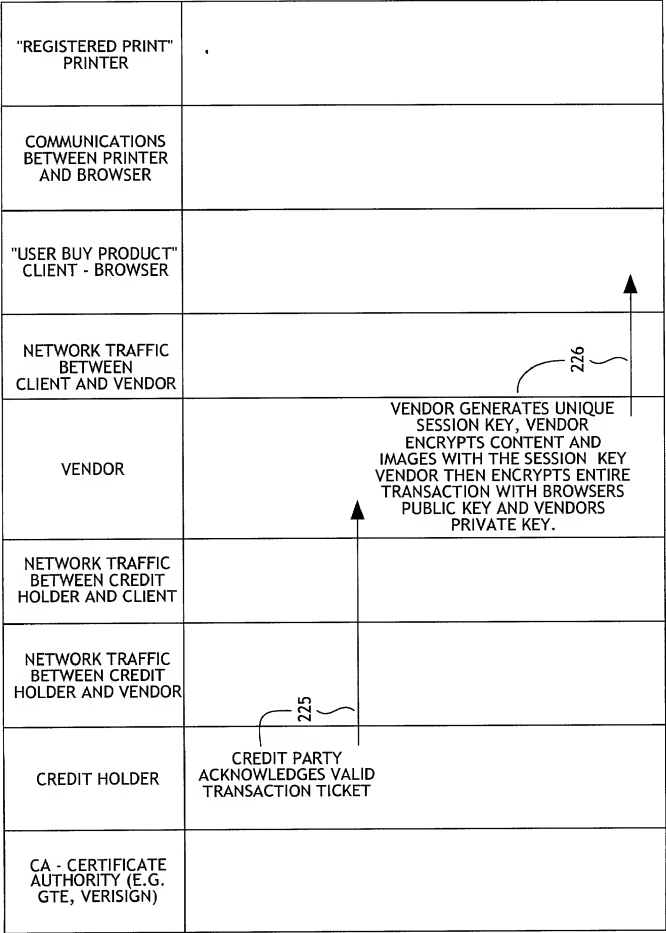 "REGISTERED PRINT"
PRINTER
COMMUNICATIONS
BETWEEN PRINTER
AND BROWSER
"USER BUY PRODUCT"
CLIENT - BROWSER
NETWORK TRAFFIC
BETWEEN
CLIENT AND VENDOR
226
VENDOR
VENDOR GENERATES UNIQUE
SESSION KEY, VENDOR
ENCRYPTS CONTENT AND
IMAGES WITH THE SESSION KEY
VENDOR THEN ENCRYPTS ENTIRE
TRANSACTION WITH BROWSERS
PUBLIC KEY AND VENDORS
PRIVATE KEY.
NETWORK TRAFFIC
BETWEEN CREDIT
HOLDER AND CLIENT
NETWORK TRAFFIC
BETWEEN CREDIT
HOLDER AND VENDOR
225
CREDIT HOLDER
CREDIT PARTY
ACKNOWLEDGES VALID
TRANSACTION TICKET
CA - CERTIFICATE
AUTHORITY (E.G.
GTE, VERISIGN)